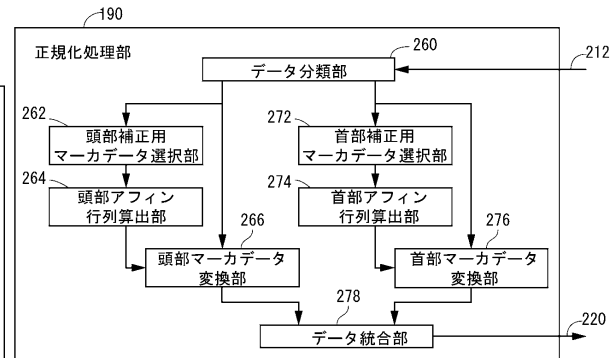 190
正規化処理部
260
データ分類部
212
262
頭部補正用
マーカデータ選択部
272
首部補正用
マーカデータ選択部
264
頭部アフィン
行列算出部
274
首部アフィン
行列算出部
266
頭部マーカデータ
変換部
276
首部マーカデータ
変換部
278
データ統合部
220